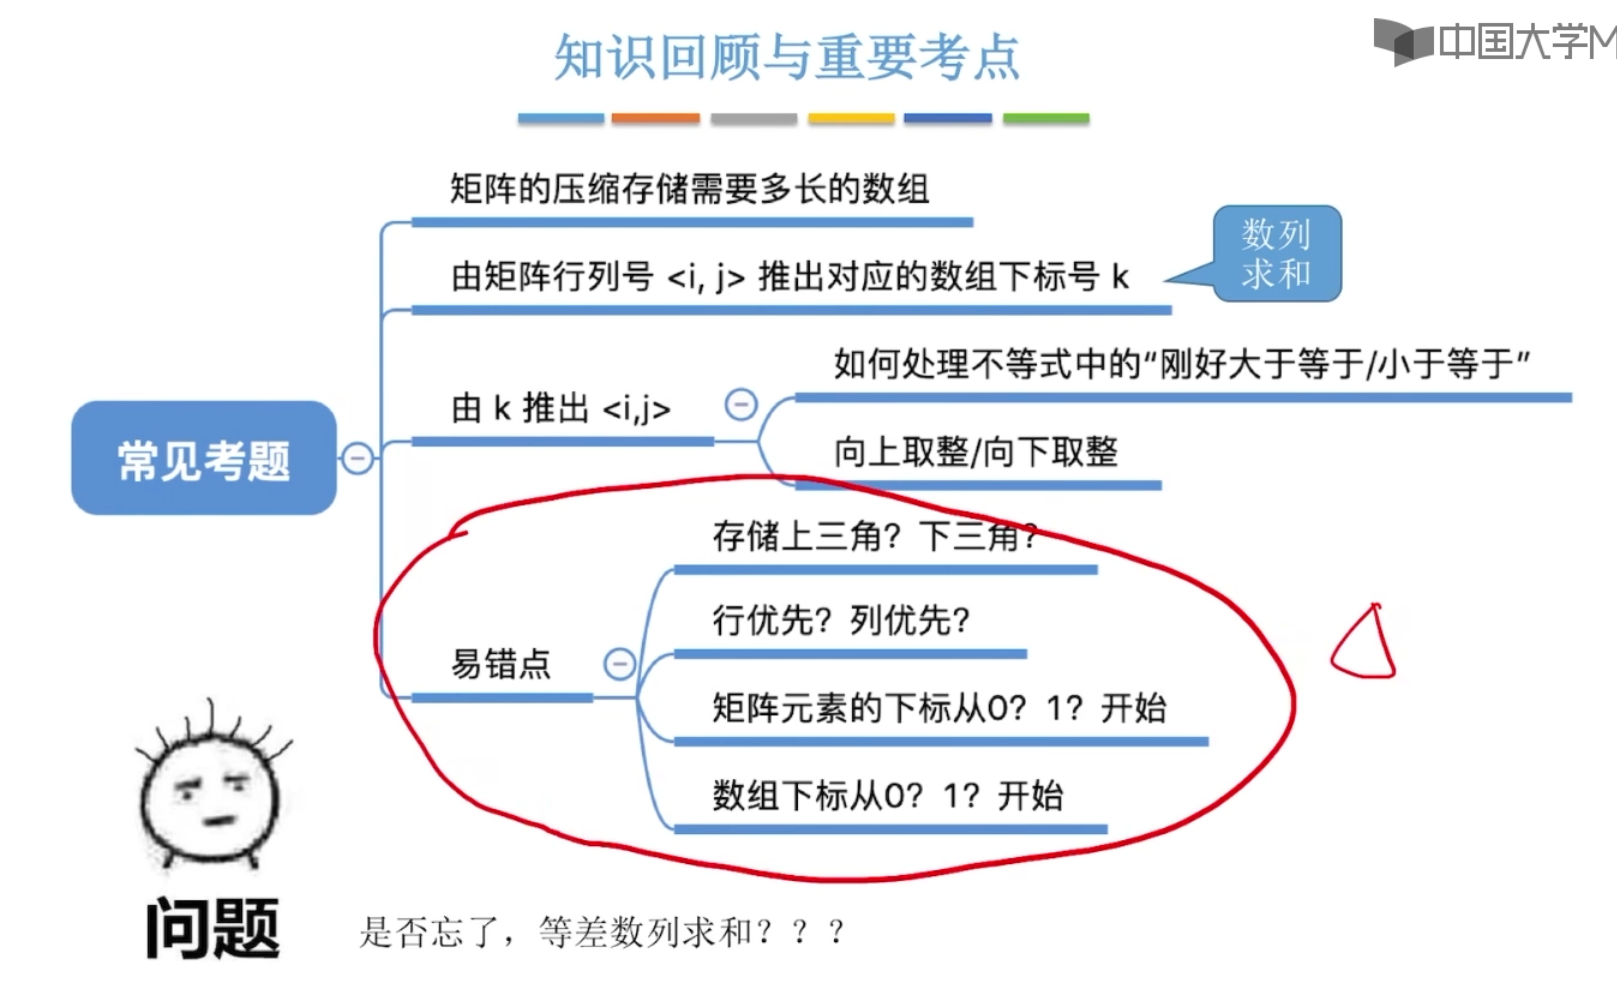 知识回顾与重要考点
中国大学M
矩阵的压缩存储需要多长的数组
数列
求和
由矩阵行列号 <i, j> 推出对应的数组下标号 k
如何处理不等式中的“刚好大于等于/小于等于”
由 k 推出 <i,j>
向上取整/向下取整
常见考题
存储上三角？下三角？
行优先？列优先？
易错点
矩阵元素的下标从0？1？开始
数组下标从0？1？开始
问题
是否忘了，等差数列求和？？？